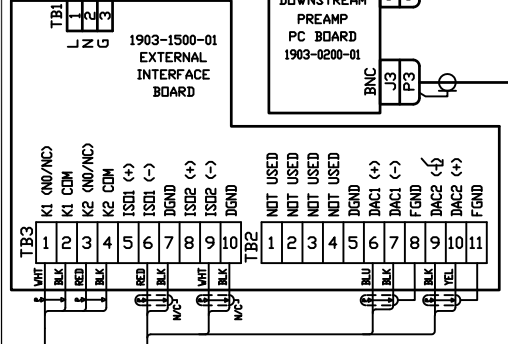 TB1
1 2 3
L N G
1903-1500-01
EXTERNAL
INTERFACE
BOARD
DOWNSTREAM
PREAMP
PC BOARD
1903-0200-01
BNC
J3
P3
K1 (NO/NC)
K1 COM
K2 (NO/NC)
K2 COM
ISO1 (+)
ISO1 (-)
DGND
ISO2 (+)
ISO2 (-)
DGND
TB3
1 2 3 4 5 6 7 8 9 10
WHT
BLK
RED
BLK
RED
BLK
N/C
WHT
BLK
N/C
NOT USED
NOT USED
NOT USED
NOT USED
DGND
DAC1 (+)
DAC1 (-)
FGND
DAC2 (-)
DAC2 (+)
FGND
TB2
1 2 3 4 5 6 7 8 9 10 11
BLU
BLK
BLK
YEL